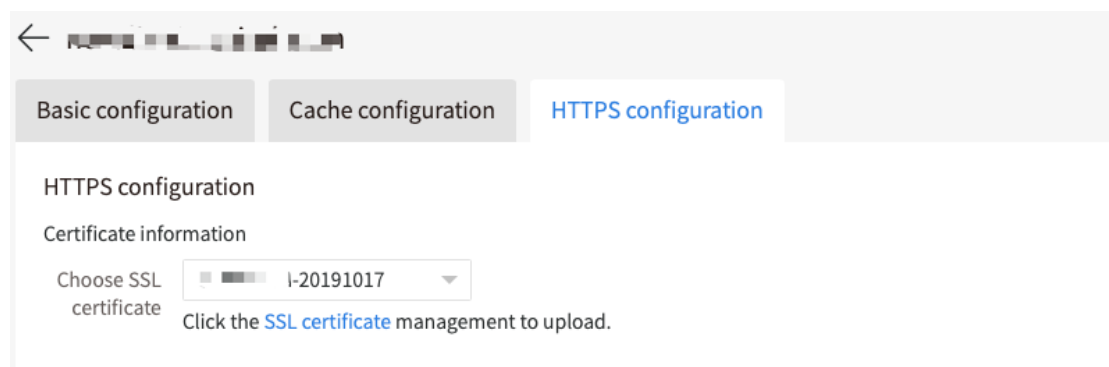 Basic configuration Cache configuration HTTPS configuration
HTTPS configuration
Certificate information
Choose SSL certificate
-20191017
Click the SSL certificate management to upload.